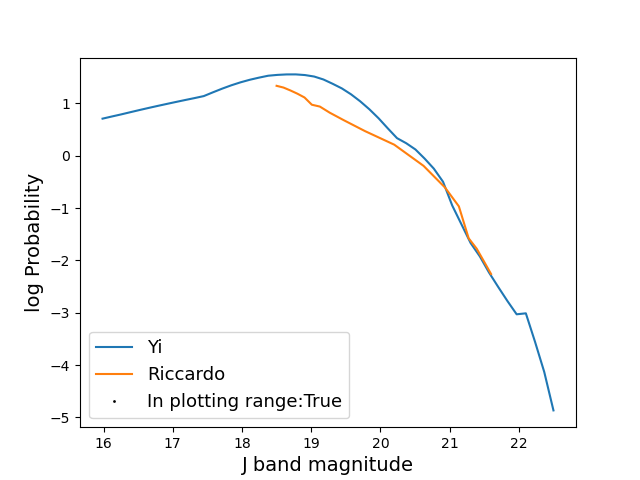 1
0
−1
−2
−3
−4
−5
log Probability
Yi
Riccardo
In plotting range:True
16 17 18 19 20 21 22
J band magnitude